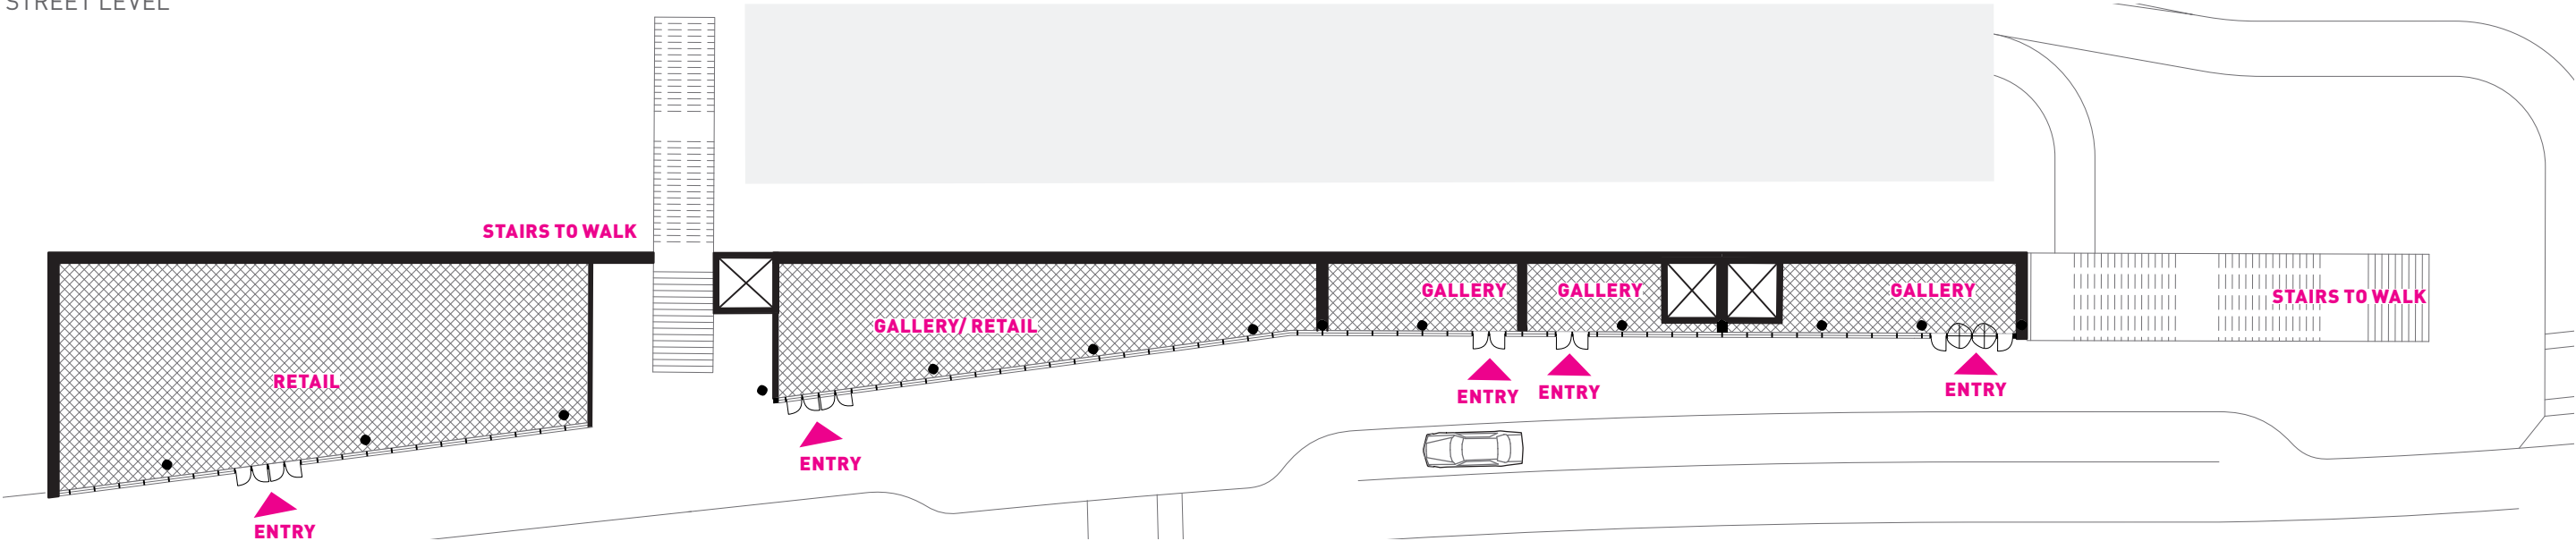 STREET LEVEL
STAIRS TO WALK
GALLERY/ RETAIL
GALLERY
GALLERY
GALLERY
STAIRS TO WALK
RETAIL
ENTRY
ENTRY
ENTRY
ENTRY
ENTRY